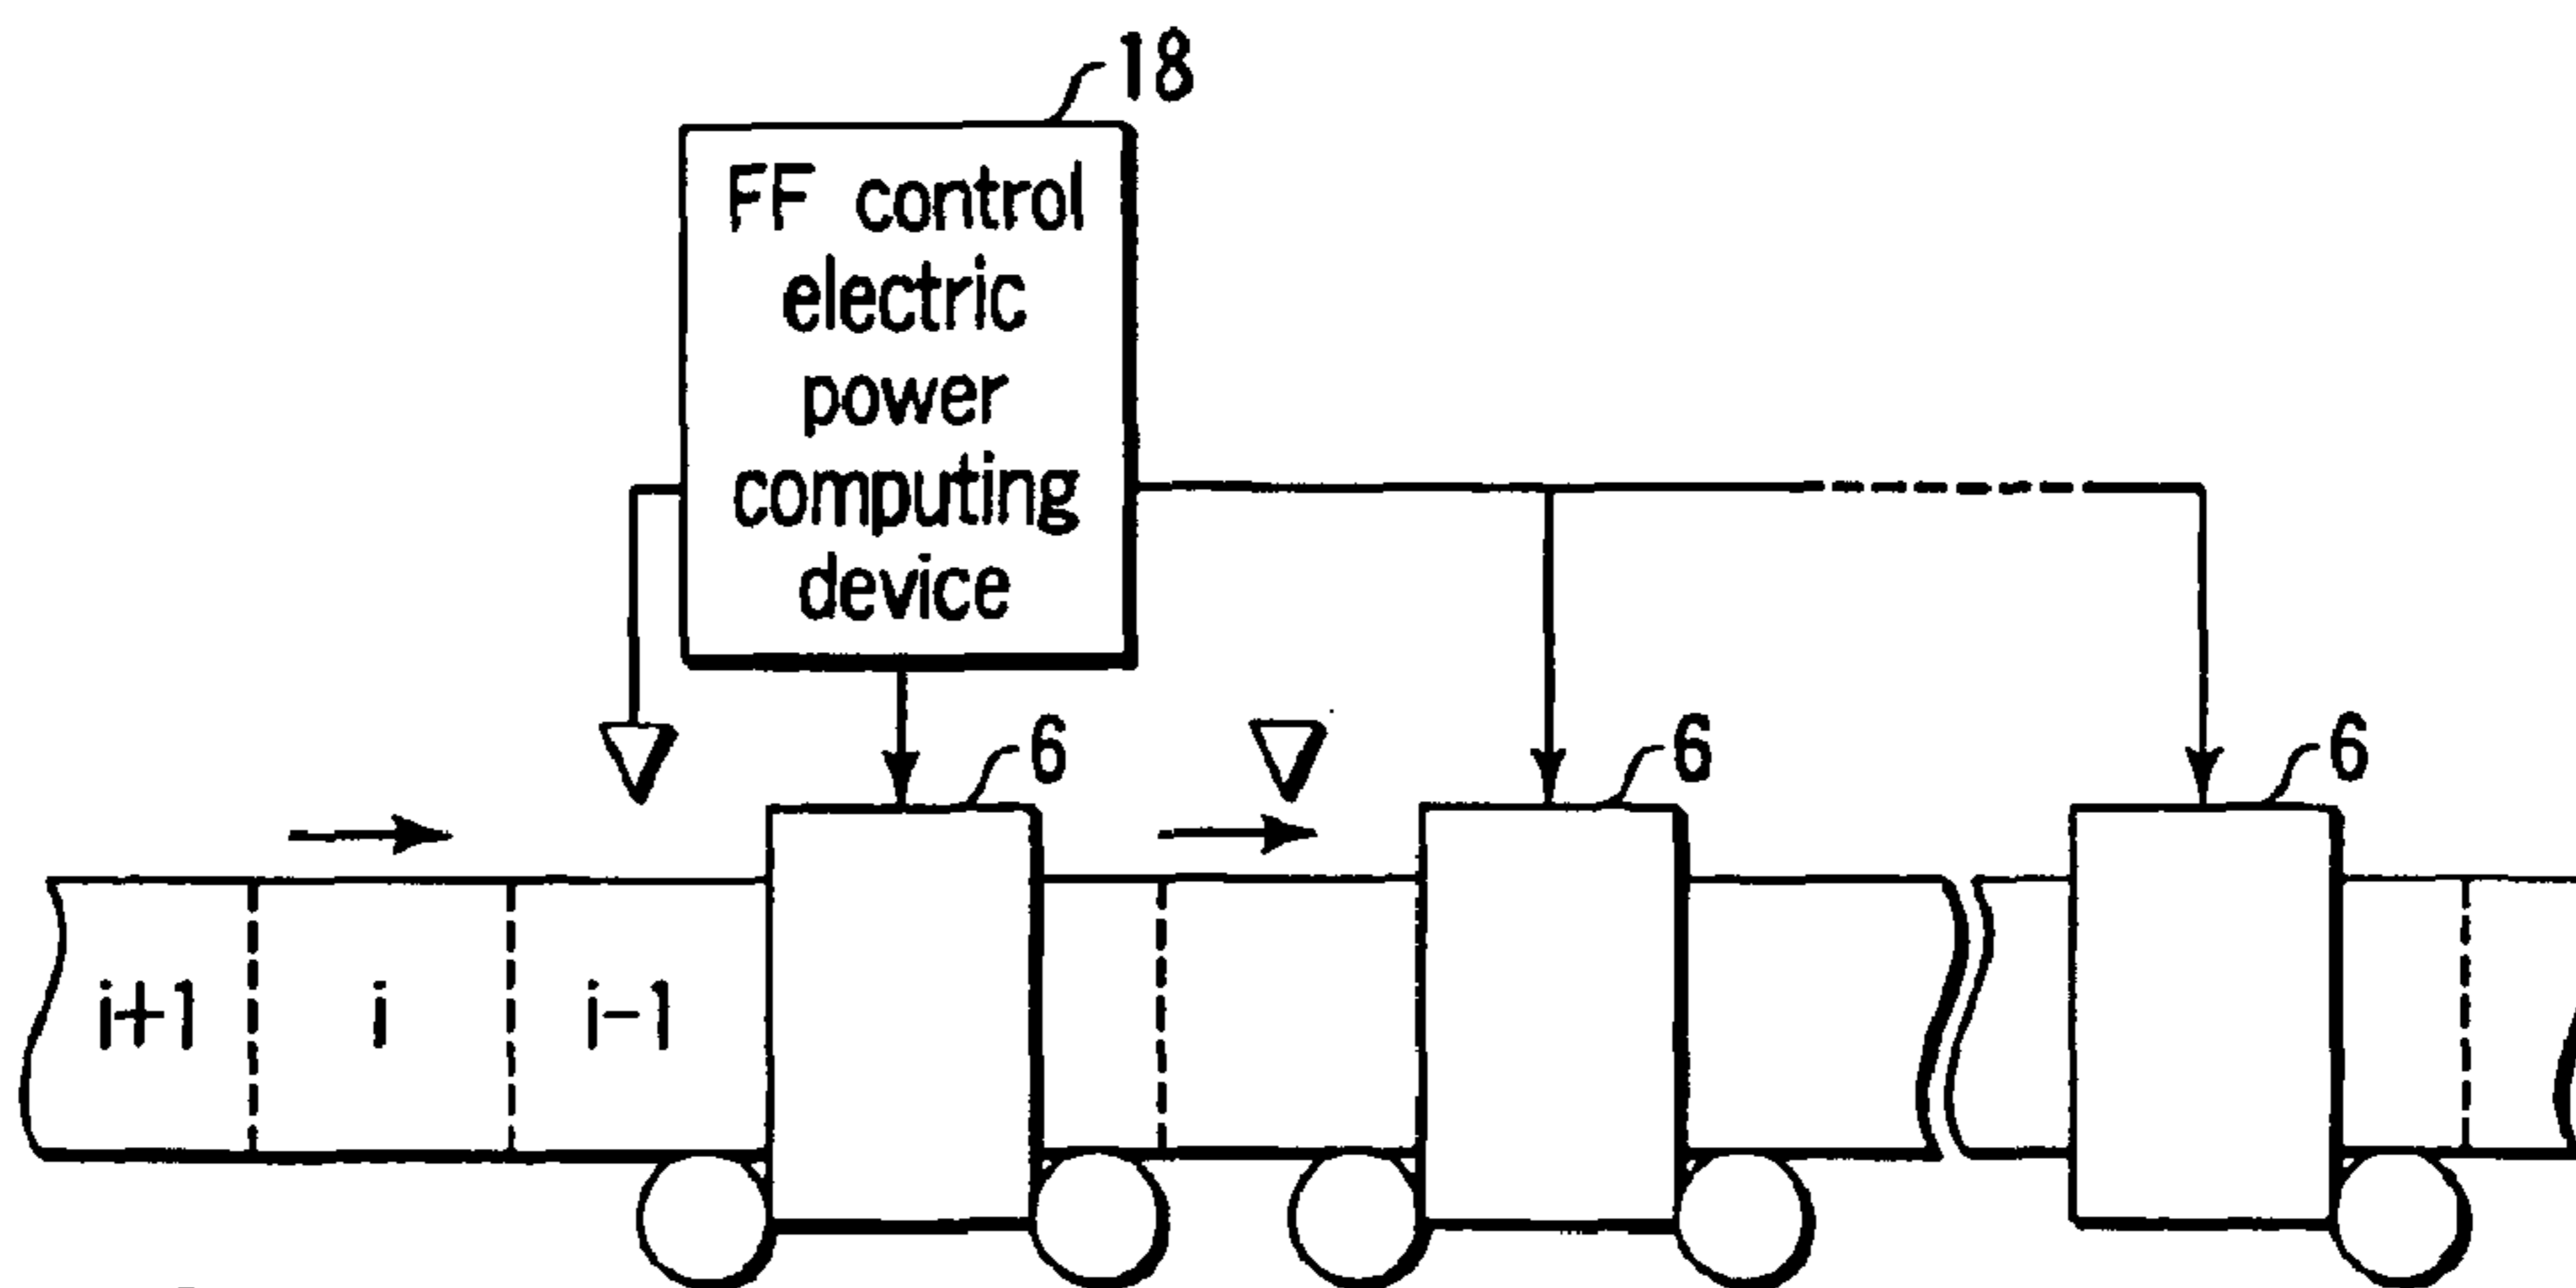 18
FF control
electric
power
computing
device
6
6
6
i+1
i
i-1